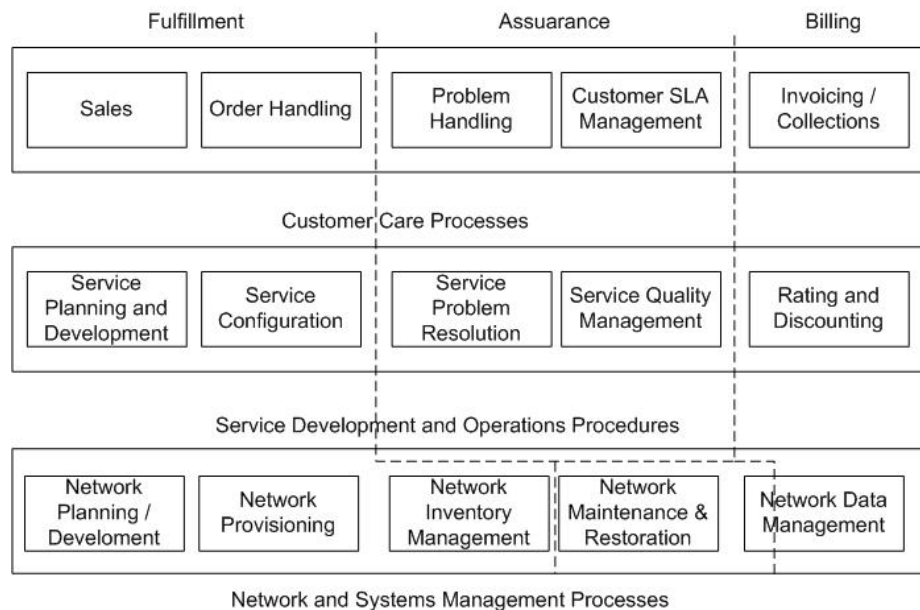 Fulfillment
Assuarance
Billing
Sales
Order Handling
Problem
Handling
Customer SLA
Management
Invoicing /
Collections
Customer Care Processes
Service
Planning and
Development
Service
Configuration
Service
Problem
Resolution
Service Quality
Management
Rating and
Discounting
Service Development and Operations Procedures
Network
Planning /
Develoment
Network
Provisioning
Network
Inventory
Management
Network
Maintenance &
Restoration
Network Data
Management
Network and Systems Management Processes